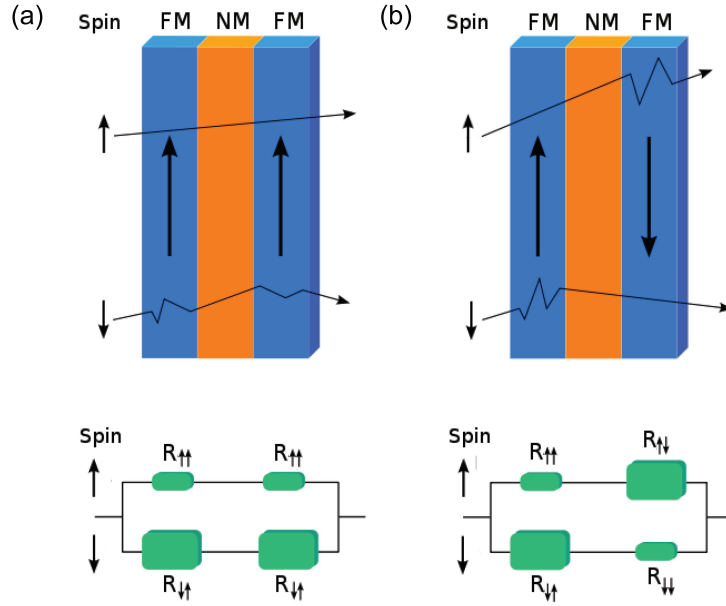 (a)
Spin FM NM FM
(b)
Spin FM NM FM
Spin
R↑↑ R↑↑
R↓↑ R↓↑
Spin
R↑↑ R↑↓
R↓↑ R↓↓